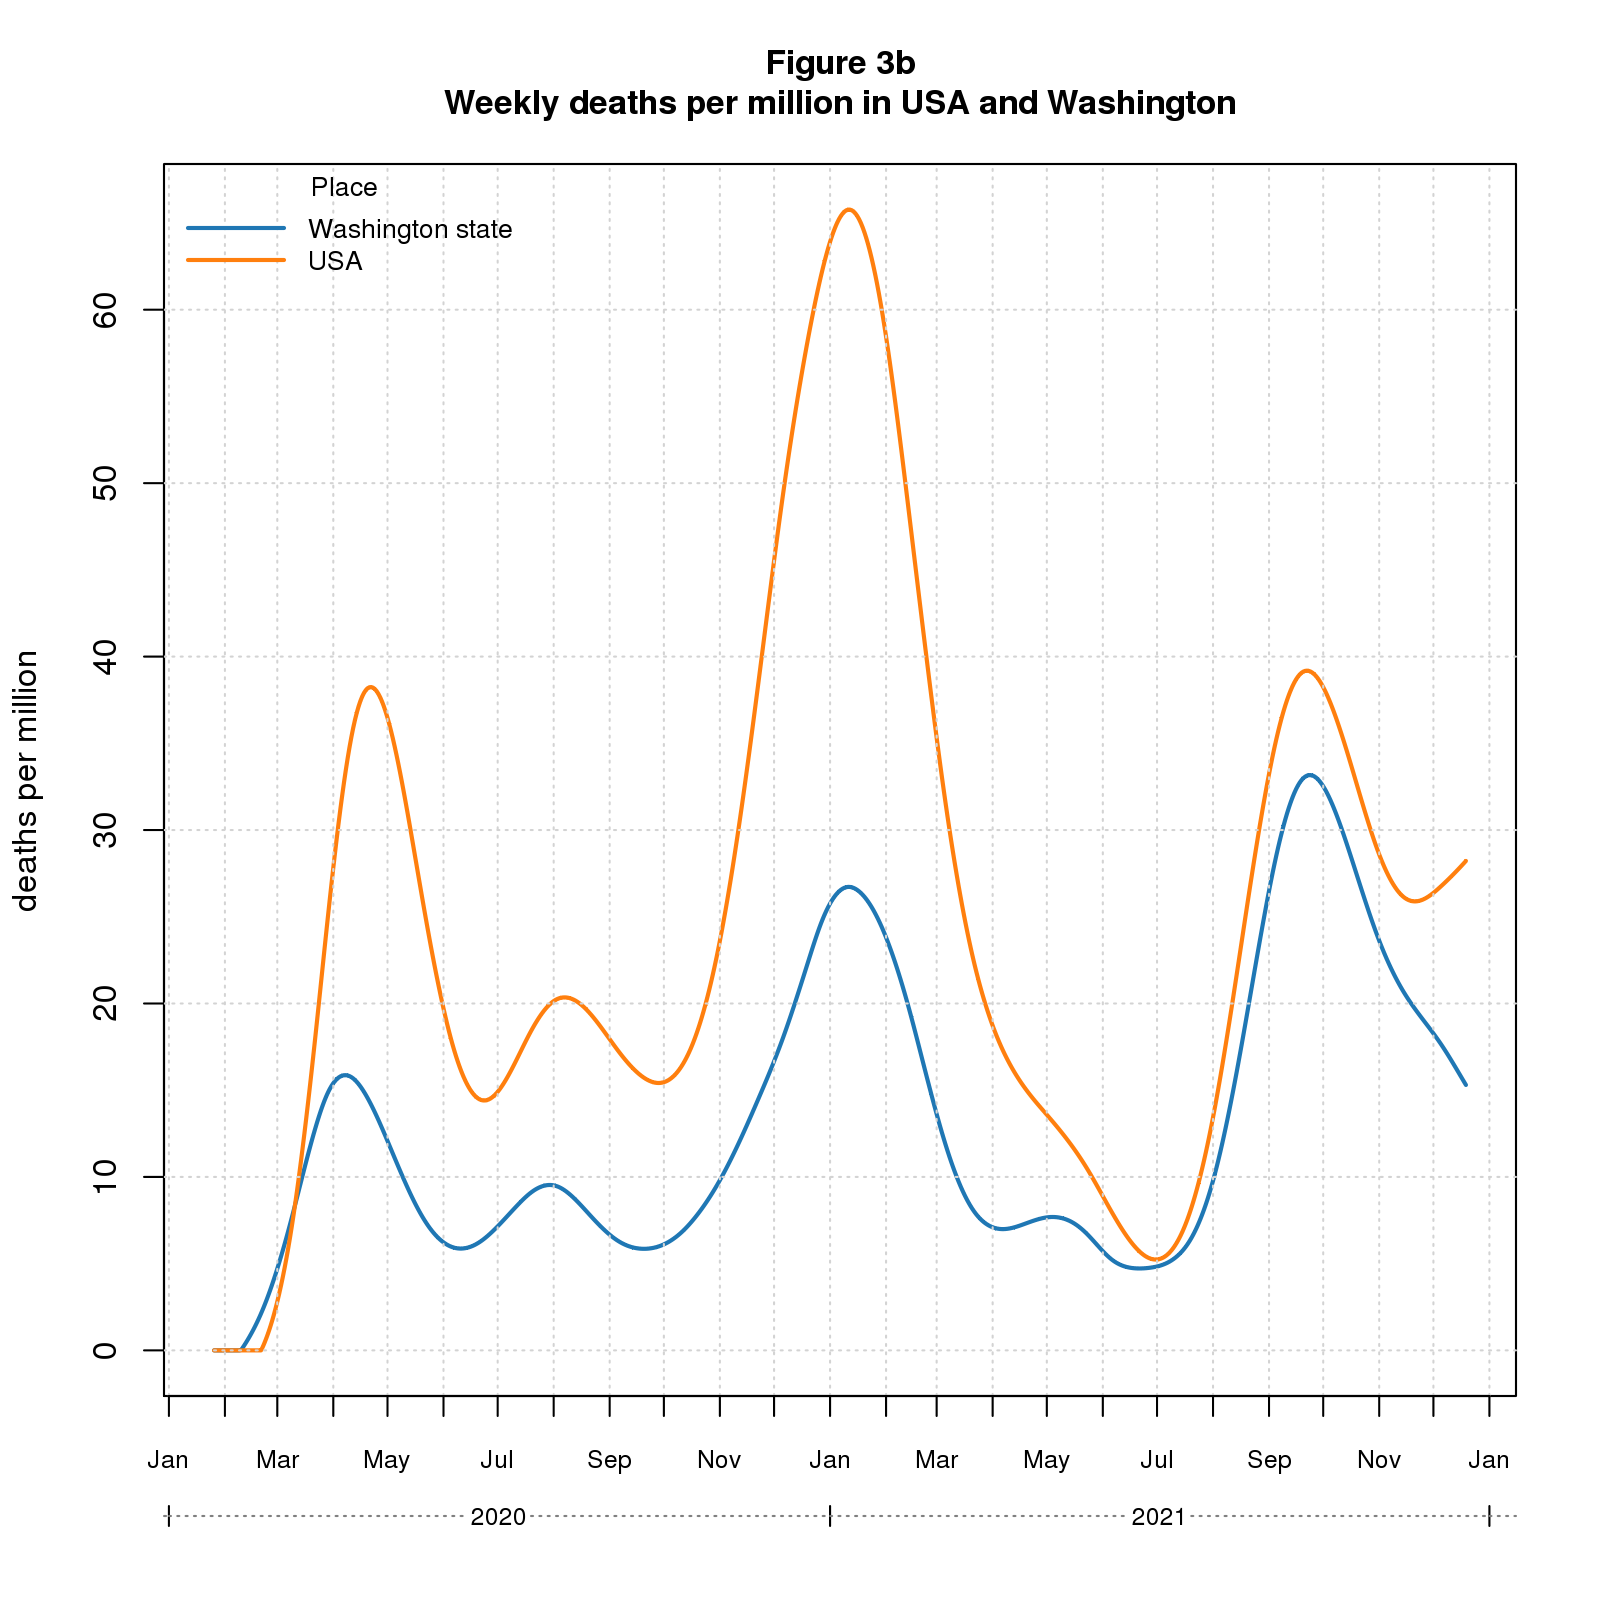 Figure 3b
Weekly deaths per million in USA and Washington
Place
Washington state
USA
deaths per million
60
50
40
30
20
10
0
Jan Mar May Jul Sep Nov Jan Mar May Jul Sep Nov Jan
2020 2021